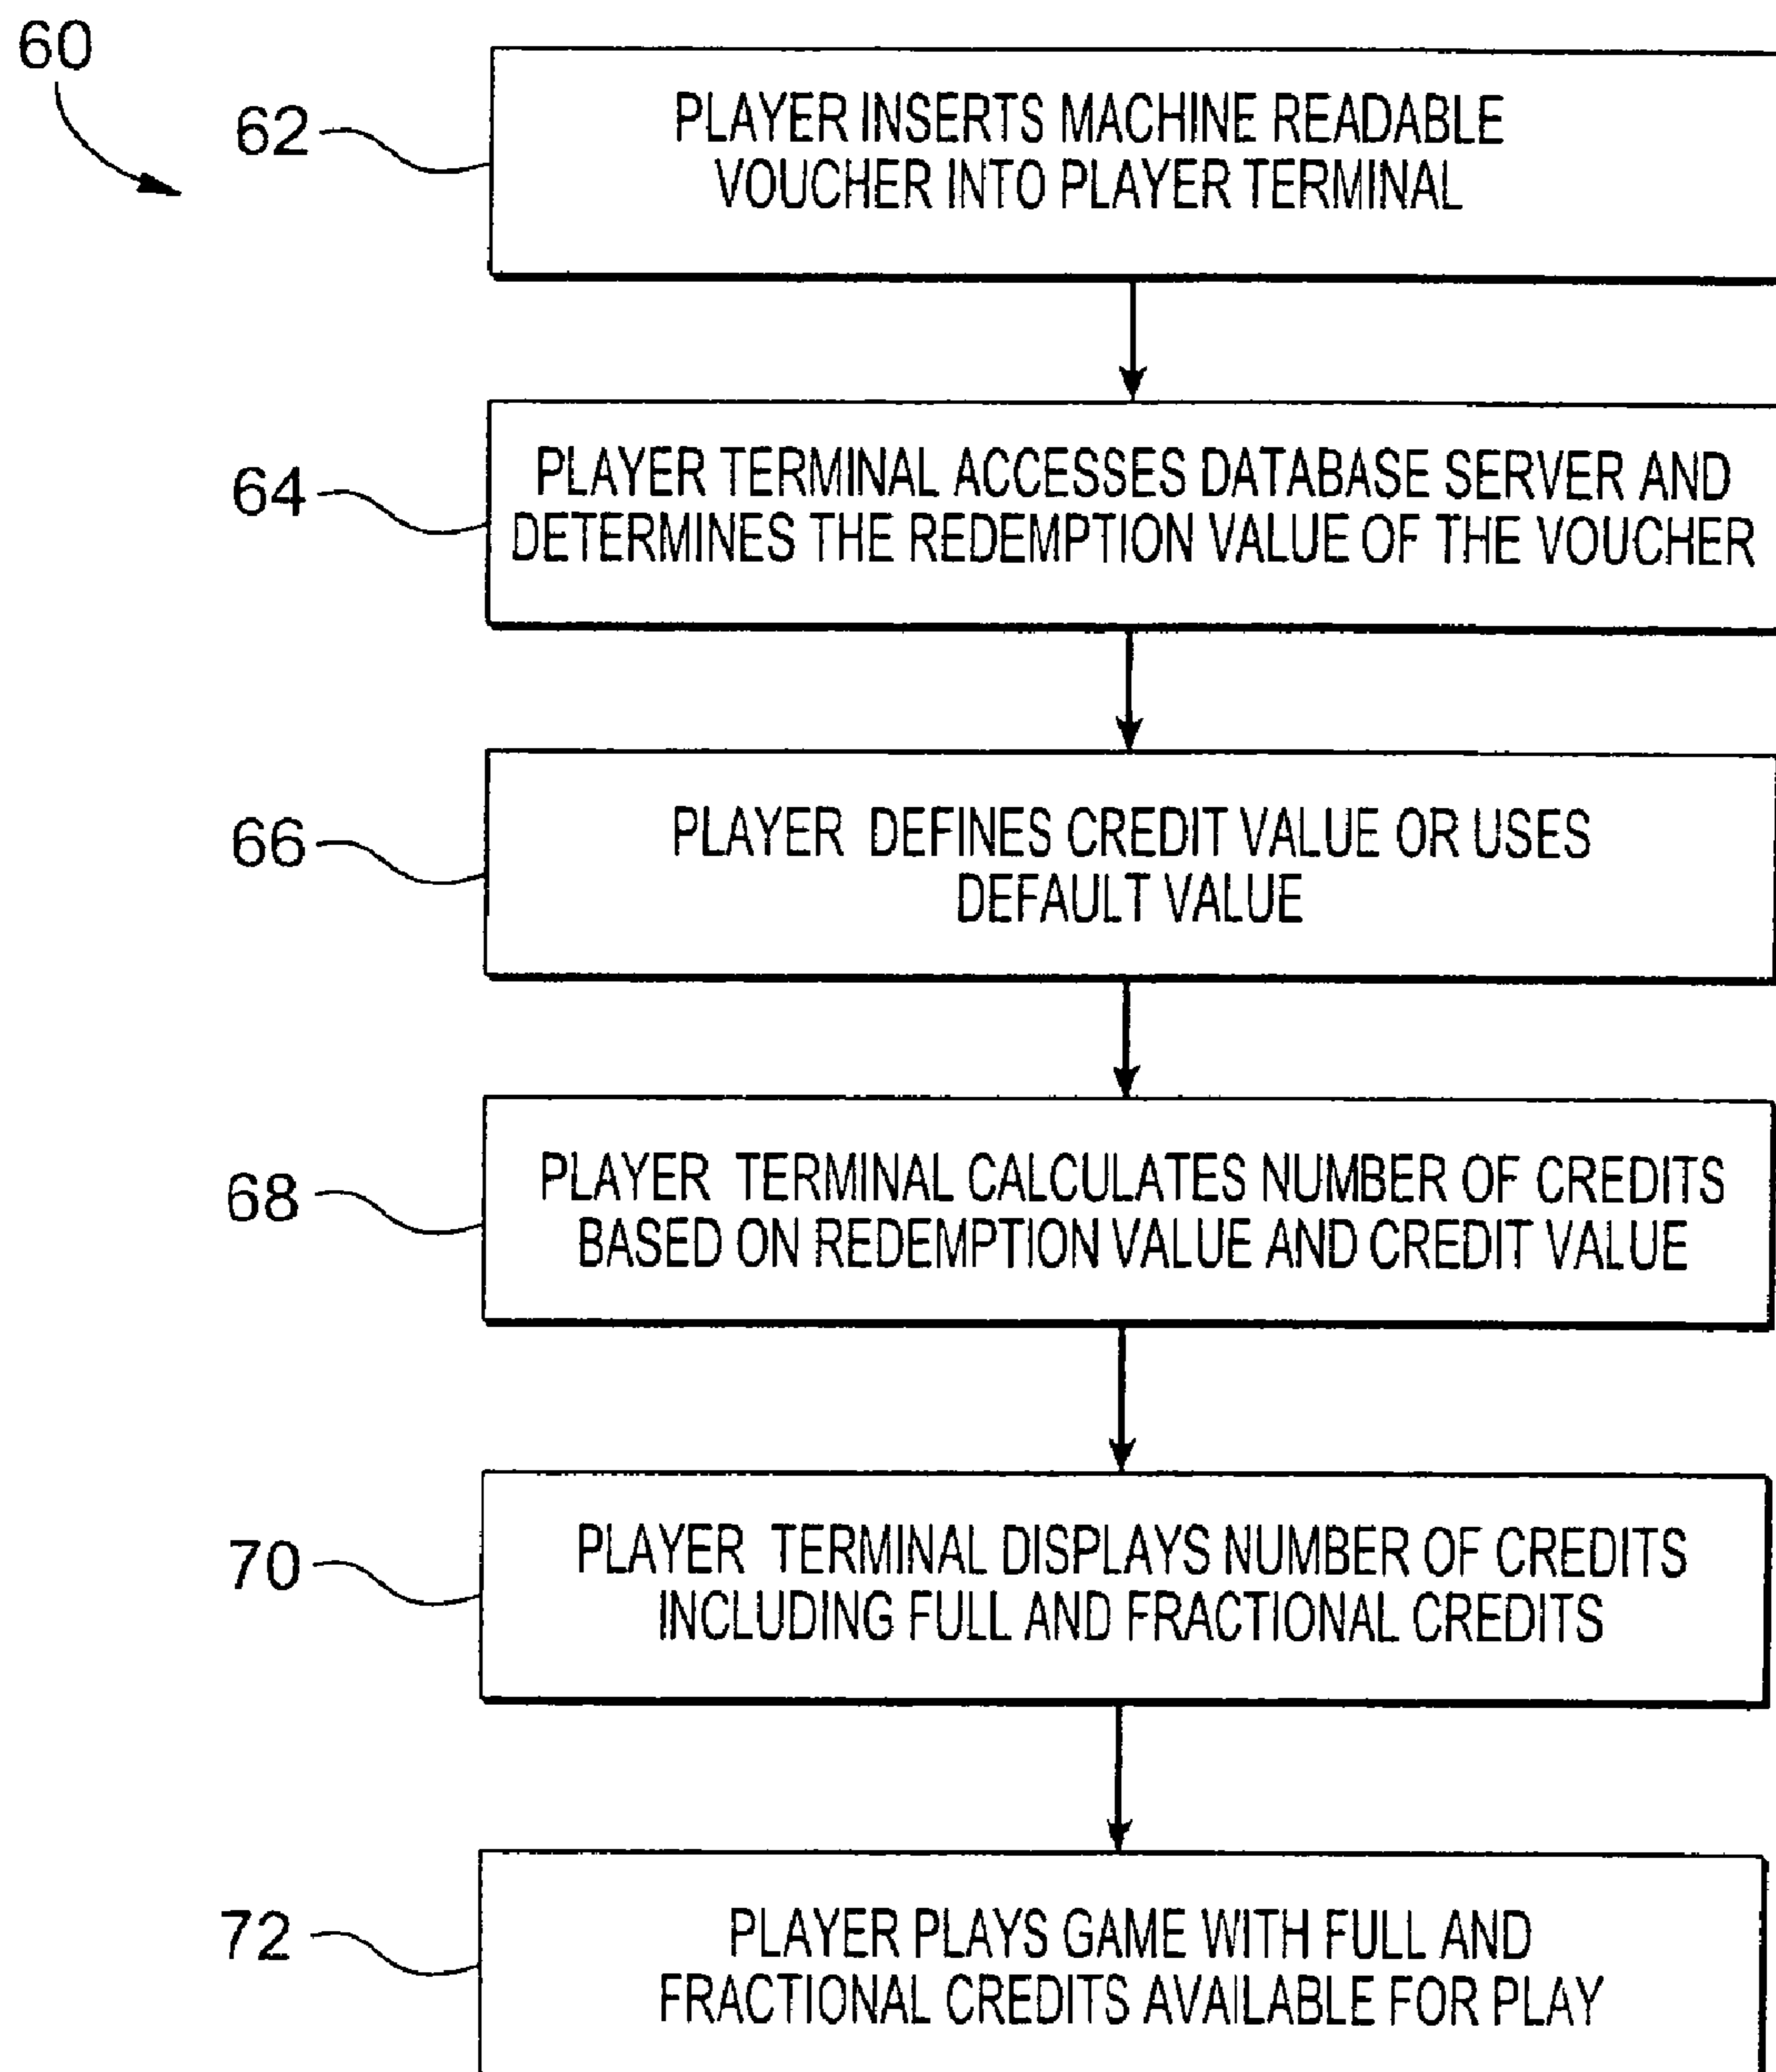 60
62
PLAYER INSERTS MACHINE READABLE
VOUCHER INTO PLAYER TERMINAL
64
PLAYER TERMINAL ACCESSES DATABASE SERVER AND
DETERMINES THE REDEMPTION VALUE OF THE VOUCHER
66
PLAYER DEFINES CREDIT VALUE OR USES
DEFAULT VALUE
68
PLAYER TERMINAL CALCULATES NUMBER OF CREDITS
BASED ON REDEMPTION VALUE AND CREDIT VALUE
70
PLAYER TERMINAL DISPLAYS NUMBER OF CREDITS
INCLUDING FULL AND FRACTIONAL CREDITS
72
PLAYER PLAYS GAME WITH FULL AND
FRACTIONAL CREDITS AVAILABLE FOR PLAY